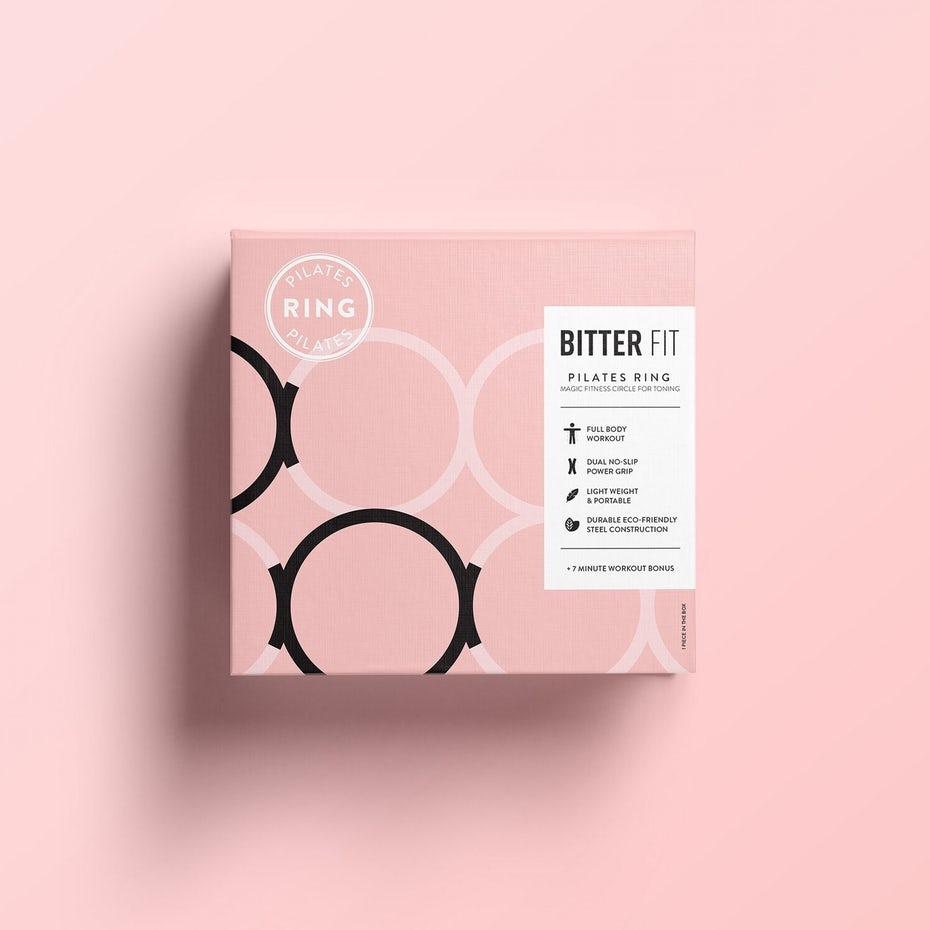 PILATES
RING
PILATES
BITTER FIT
PILATES RING
MAGIC FITNESS CIRCLE FOR TONING
FULL BODY
WORKOUT
DUAL NO-SLIP
POWER GRIP
LIGHT WEIGHT
& PORTABLE
DURABLE ECO-FRIENDLY
STEEL CONSTRUCTION
+ 7 MINUTE WORKOUT BONUS
1 PIECE IN THE BOX